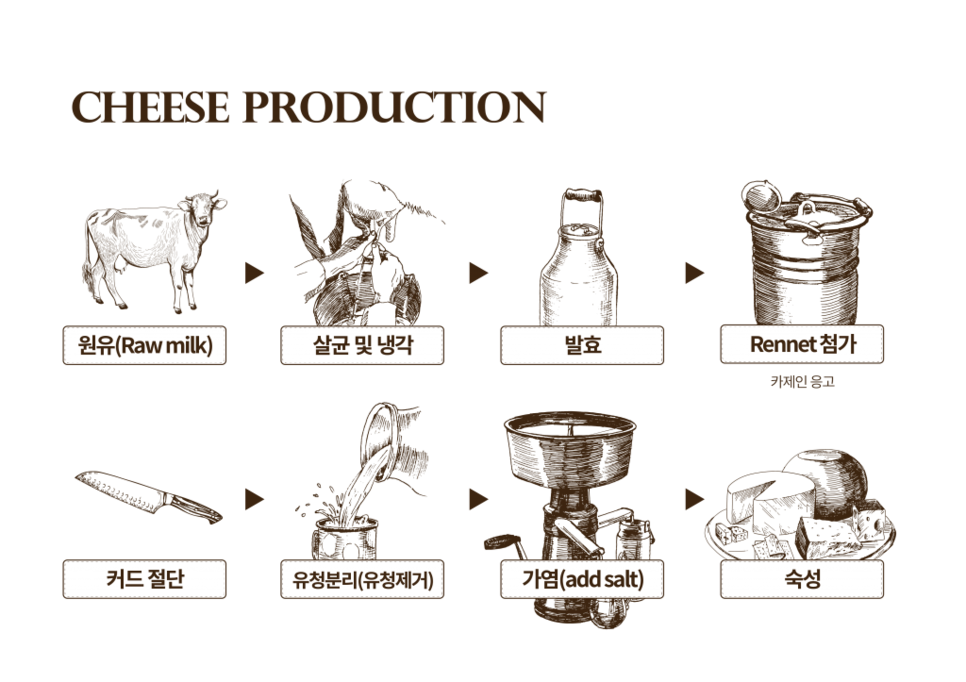 CHEESE PRODUCTION
원유(Raw milk)
살균 및 냉각
발효
Rennet 첨가
카제인 응고
커드 절단
유청분리(유청제거)
가염(add salt)
숙성